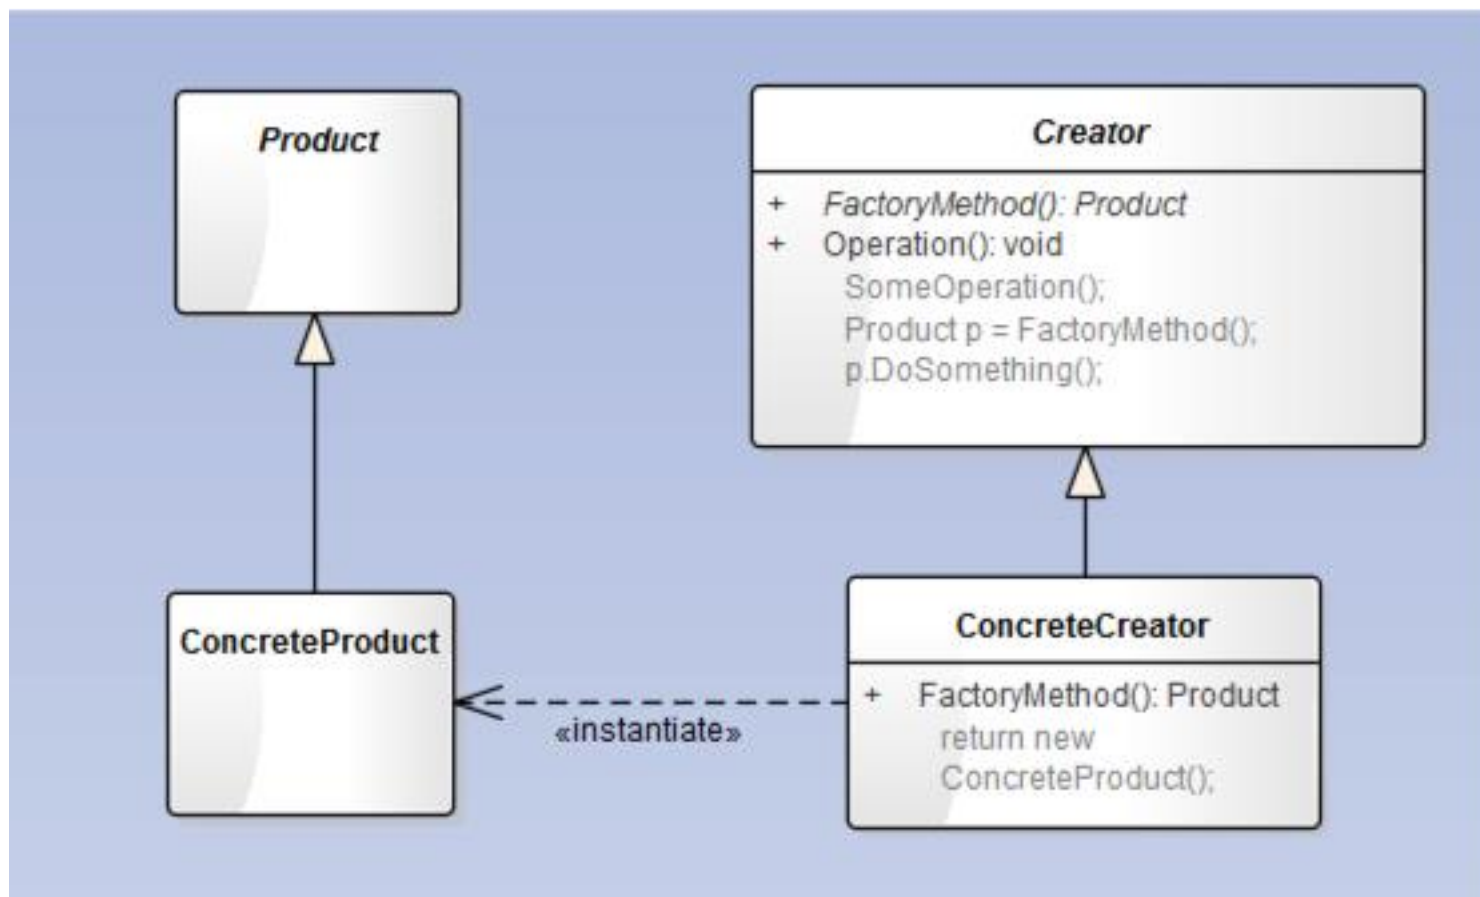 Product
Creator
+ FactoryMethod(): Product
+ Operation(): void
SomeOperation();
Product p = FactoryMethod();
p.DoSomething();
ConcreteProduct
«instantiate»
ConcreteCreator
+ FactoryMethod(): Product
return new
ConcreteProduct();